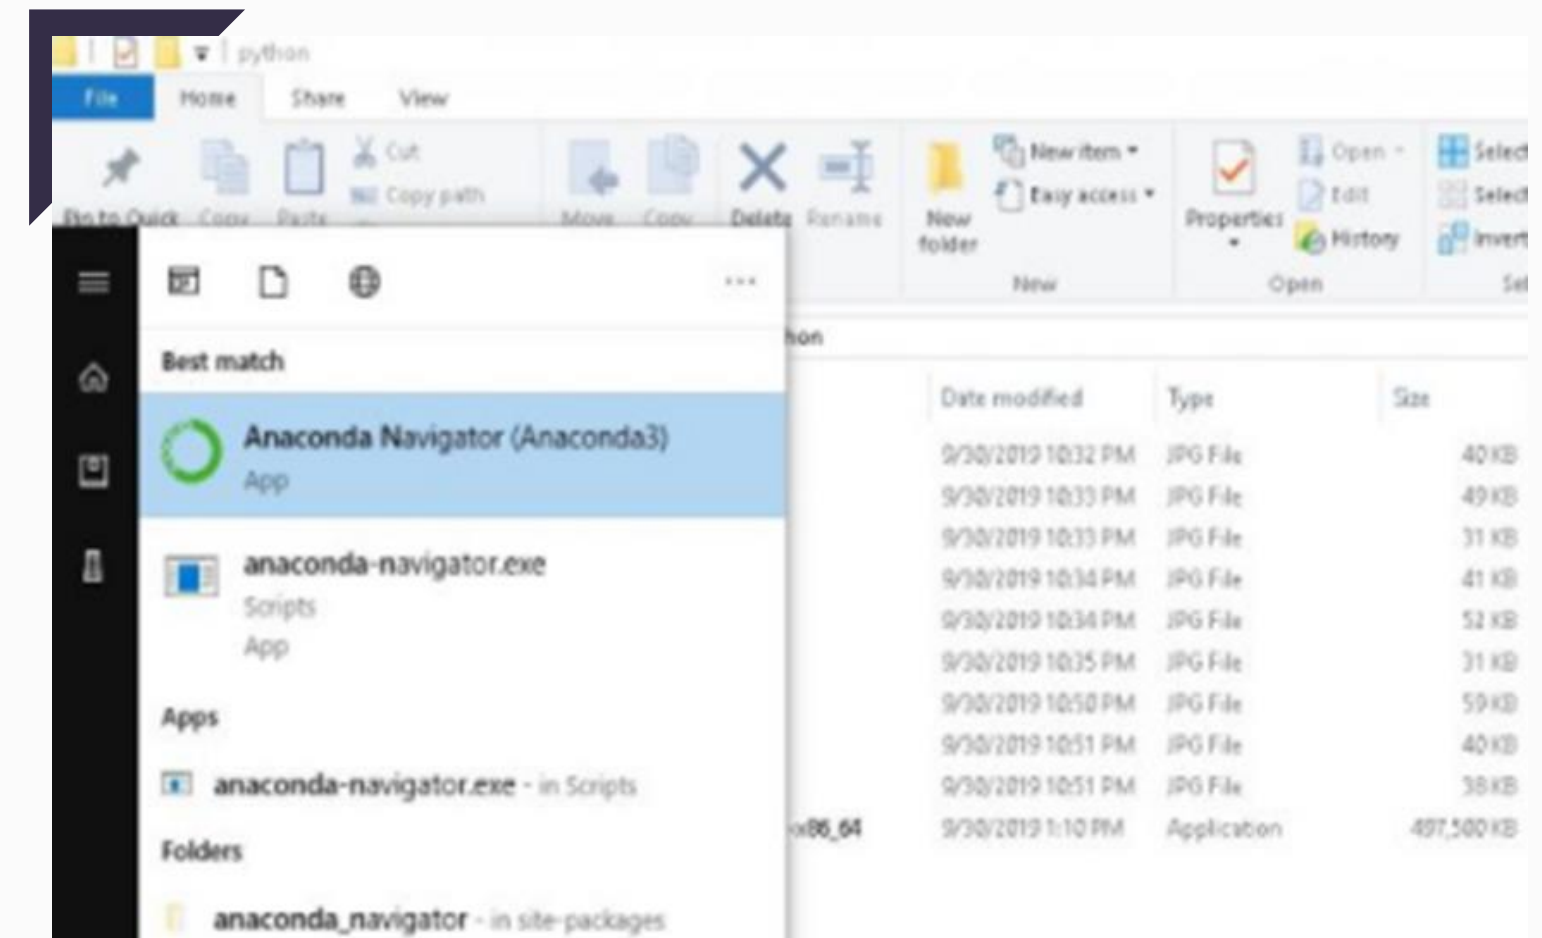 python
File Home Share View
Cut
Copy path
New item
Easy access
Open
Edit
History
Select
Select
Invert
Pin to Quick Copy Paste Move Copy Delete Rename New folder Properties
New Open Sel
hon
Best match
Anaconda Navigator (Anaconda3)
App
anaconda-navigator.exe
Scripts
App
Apps
anaconda-navigator.exe - in Scripts
Folders
anaconda_navigator - in site-packages
Date modified Type Size
9/30/2019 10:32 PM JPG File 40 KB
9/30/2019 10:33 PM JPG File 49 KB
9/30/2019 10:33 PM JPG File 31 KB
9/30/2019 10:34 PM JPG File 41 KB
9/30/2019 10:34 PM JPG File 52 KB
9/30/2019 10:35 PM JPG File 31 KB
9/30/2019 10:50 PM JPG File 59 KB
9/30/2019 10:51 PM JPG File 40 KB
9/30/2019 10:51 PM JPG File 38 KB
-x86_64 9/30/2019 1:10 PM Application 497,500 KB